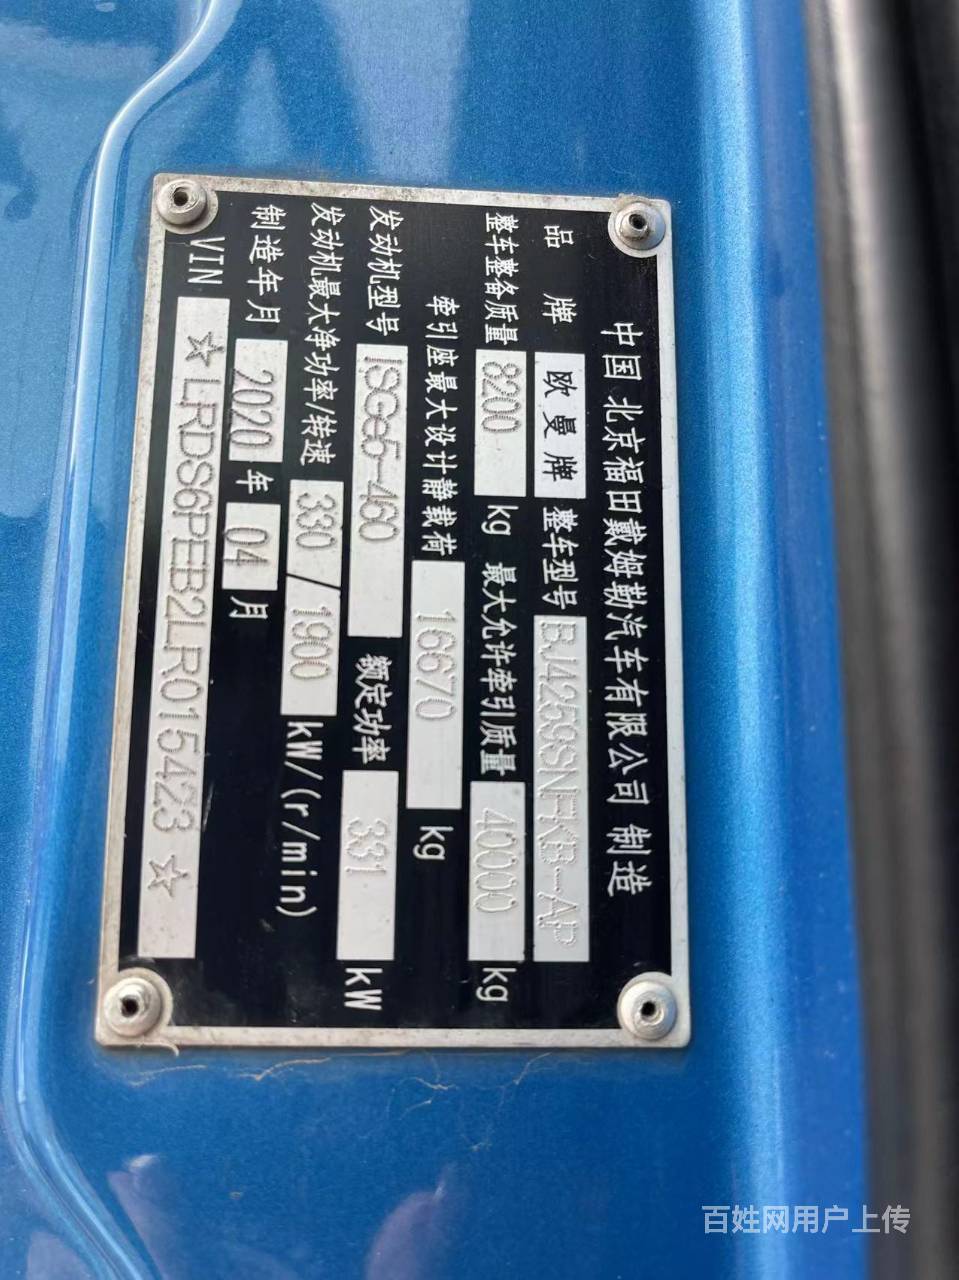 中国 北京福田戴姆勒汽车有限公司 制造
品 牌 欧曼牌 整车型号 BJ4259SNFKB-AP
整车整备质量 8200 kg 最大允许牵引质量 40000 kg
牵引座最大设计静载荷 16670 kg
发动机型号 ISGe5-460 额定功率 331 kW
发动机最大净功率/转速 330 / 1900 kW/(r/min)
制造年月 2020 年 04 月
VIN ☆LRDS6PEB2LR015423☆
百姓网用户上传